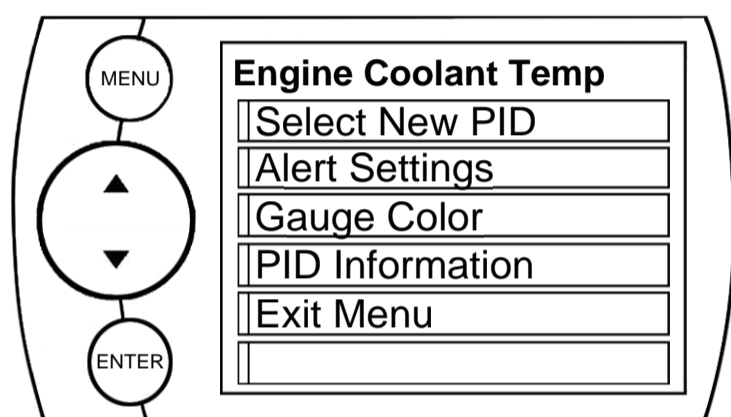 MENU
Engine Coolant Temp
Select New PID
Alert Settings
Gauge Color
PID Information
Exit Menu
ENTER